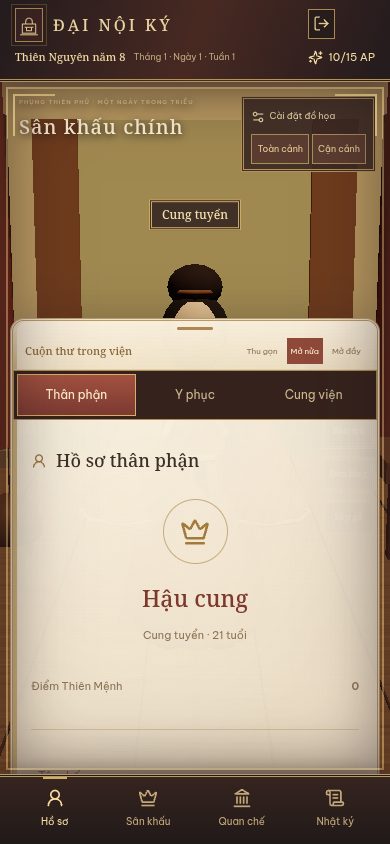 ĐẠI NỘI KÝ
Thiên Nguyên năm 8 Tháng 1 · Ngày 1 · Tuần 1 10/15 AP
PHỤNG THIÊN PHỦ · MỘT NGÀY TRONG TRIỀU
Sân khấu chính
Cài đặt đồ họa
Toàn cảnh Cận cảnh
Cung tuyển
Cuộn thư trong viện Thu gọn Mở nửa Mở đầy
Thân phận Y phục Cung viện
Hồ sơ thân phận
Hậu cung
Cung tuyển · 21 tuổi
Điểm Thiên Mệnh 0
Hồ sơ Sân khấu Quan chế Nhật ký